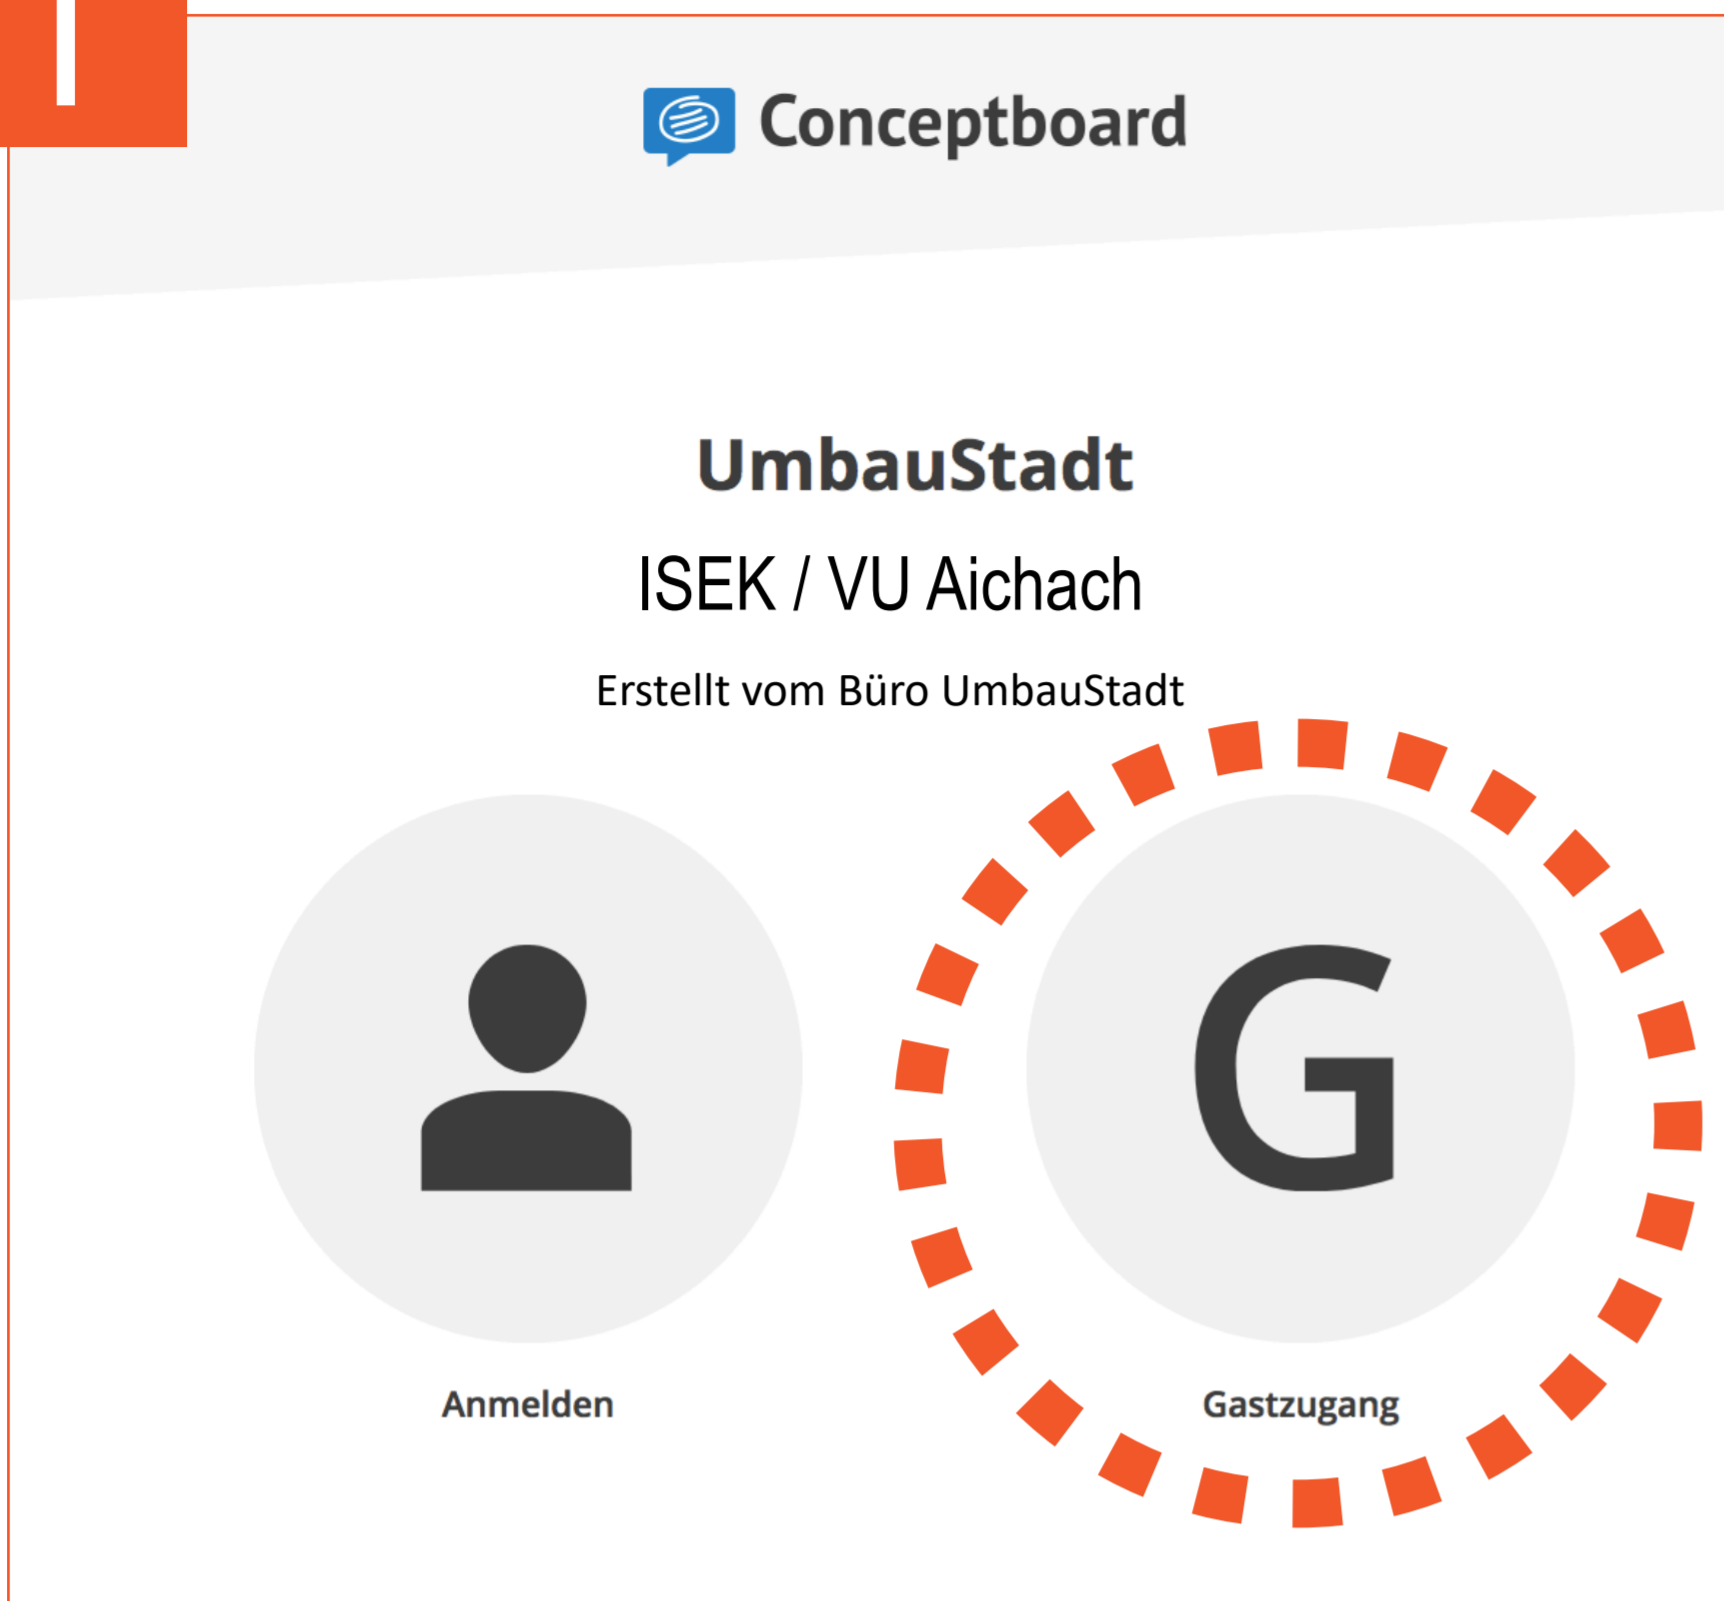 Conceptboard
UmbauStadt
ISEK / VU Aichach
Erstellt vom Büro UmbauStadt
G
Anmelden
Gastzugang